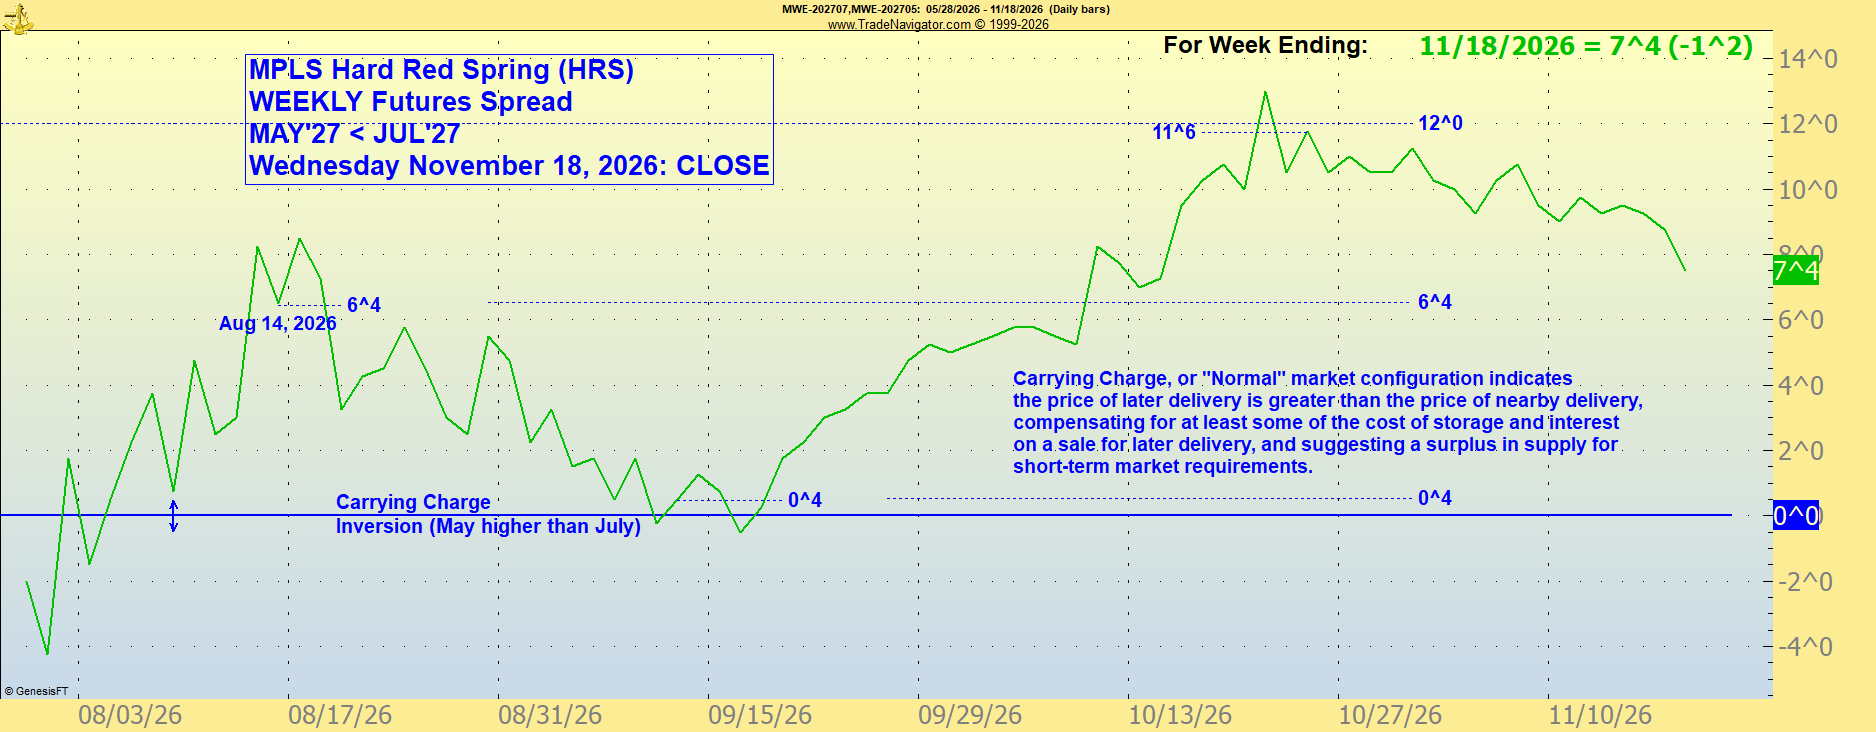 MWE-202707,MWE-202705: 05/28/2026 - 11/18/2026 (Daily bars)
www.TradeNavigator.com © 1999-2026
For Week Ending: 11/18/2026 = 7^4 (-1^2)
MPLS Hard Red Spring (HRS)
WEEKLY Futures Spread
MAY'27 < JUL'27
Wednesday November 18, 2026: CLOSE
14^0
12^0
11^6
12^0
10^0
8^0
7^4
6^4
6^4
Aug 14, 2026
6^0
Carrying Charge, or "Normal" market configuration indicates
the price of later delivery is greater than the price of nearby delivery,
compensating for at least some of the cost of storage and interest
on a sale for later delivery, and suggesting a surplus in supply for
short-term market requirements.
4^0
2^0
Carrying Charge
Inversion (May higher than July)
0^4
0^4
0^0
-2^0
-4^0
© GenesisFT
08/03/26 08/17/26 08/31/26 09/15/26 09/29/26 10/13/26 10/27/26 11/10/26